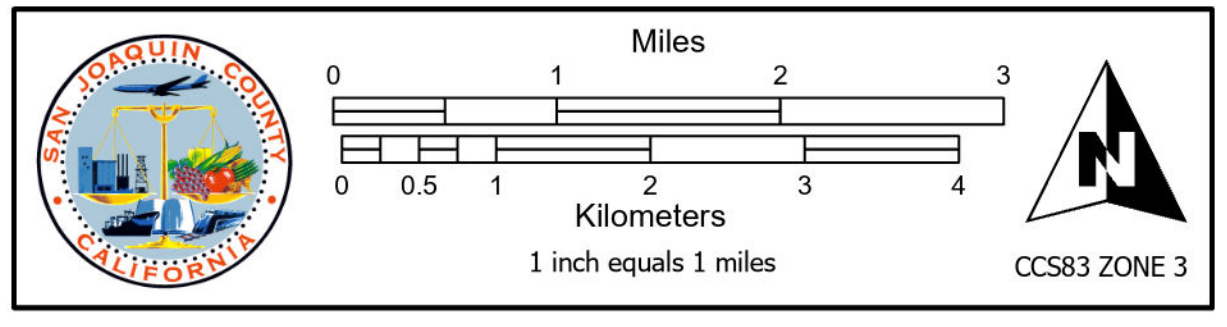 SAN JOAQUIN COUNTY
CALIFORNIA
Miles
0 1 2 3
0 0.5 1 2 3 4
Kilometers
1 inch equals 1 miles
N
CCS83 ZONE 3